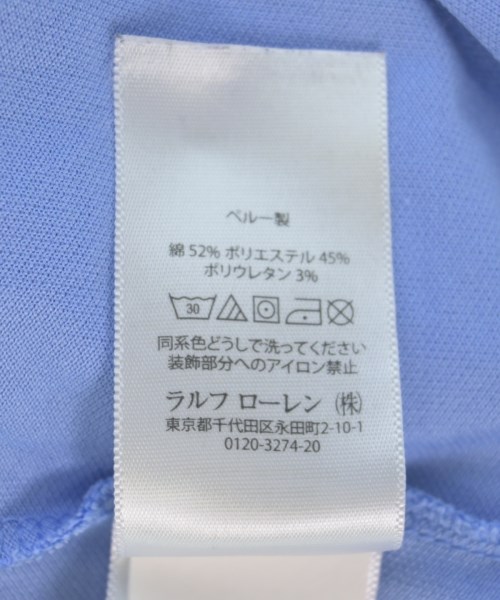 ペルー製
綿 52% ポリエステル 45%
ポリウレタン 3%
30
同系色どうしで洗ってください
装飾部分へのアイロン禁止
ラルフ ローレン (株)
東京都千代田区永田町2-10-1
0120-3274-20